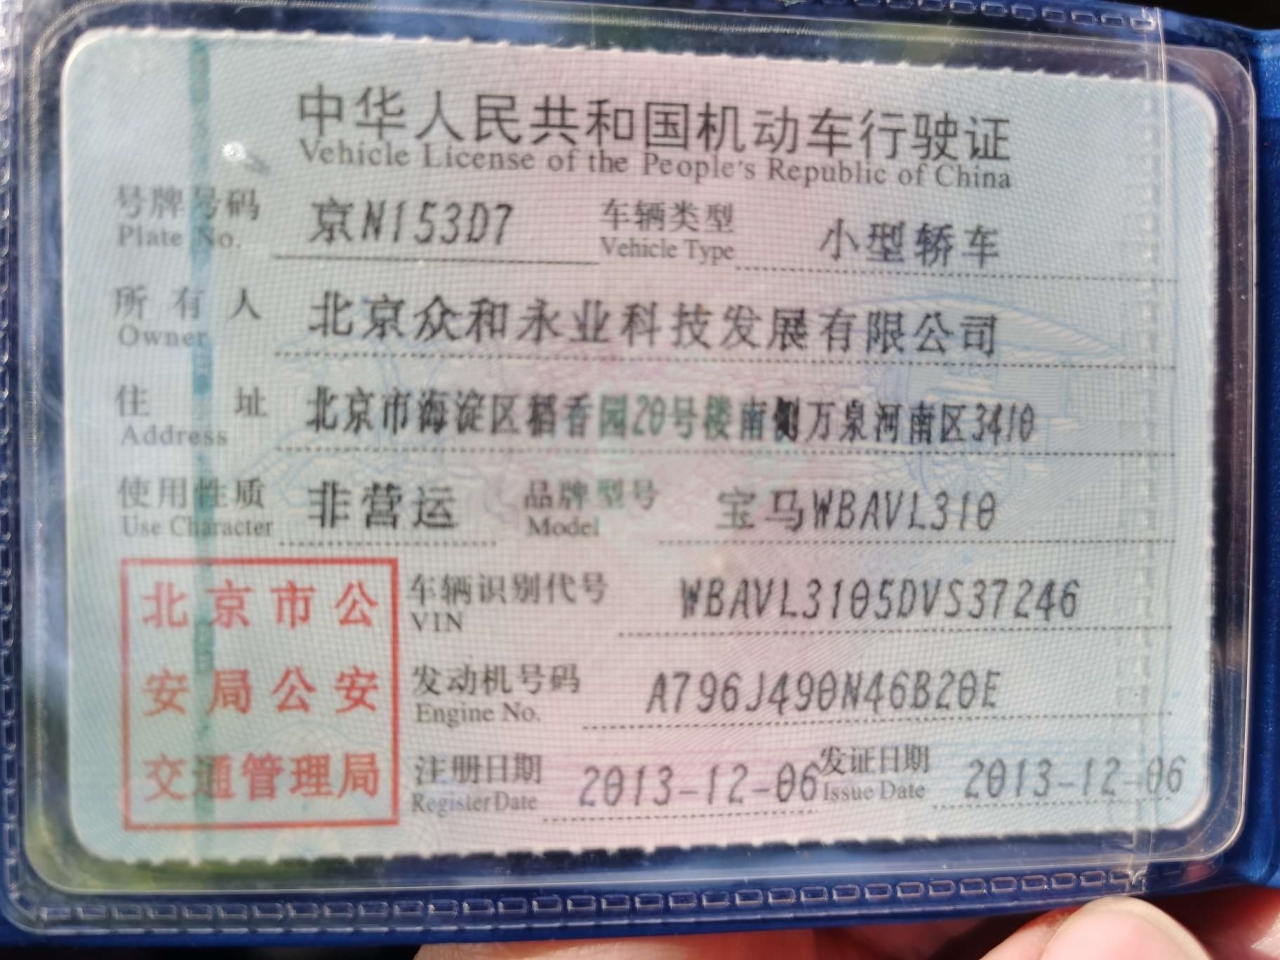 中华人民共和国机动车行驶证
Vehicle License of the People's Republic of China
号牌号码 京N153D7 车辆类型 小型轿车
Plate No. Vehicle Type
所有人 北京众和永业科技发展有限公司
Owner
住址 北京市海淀区稻香园20号楼南侧万泉河南区3410
Address
使用性质 非营运 品牌型号 宝马WBAVL310
Use Character Model
北京市公
安局公安
交通管理局
车辆识别代号 WBAVL3105DVS37246
VIN
发动机号码 A796J490N46B20E
Engine No.
注册日期 2013-12-06 发证日期 2013-12-06
Register Date Issue Date